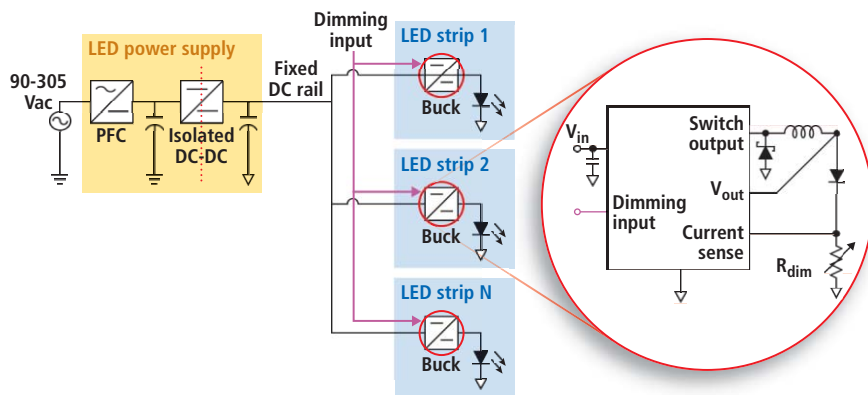 LED power supply
90-305
Vac
PFC
Isolated
DC-DC
Fixed
DC rail
Dimming
input
LED strip 1
Buck
LED strip 2
Buck
LED strip N
Buck
Vin
Switch
output
Vout
Dimming
input
Current
sense
Rdim